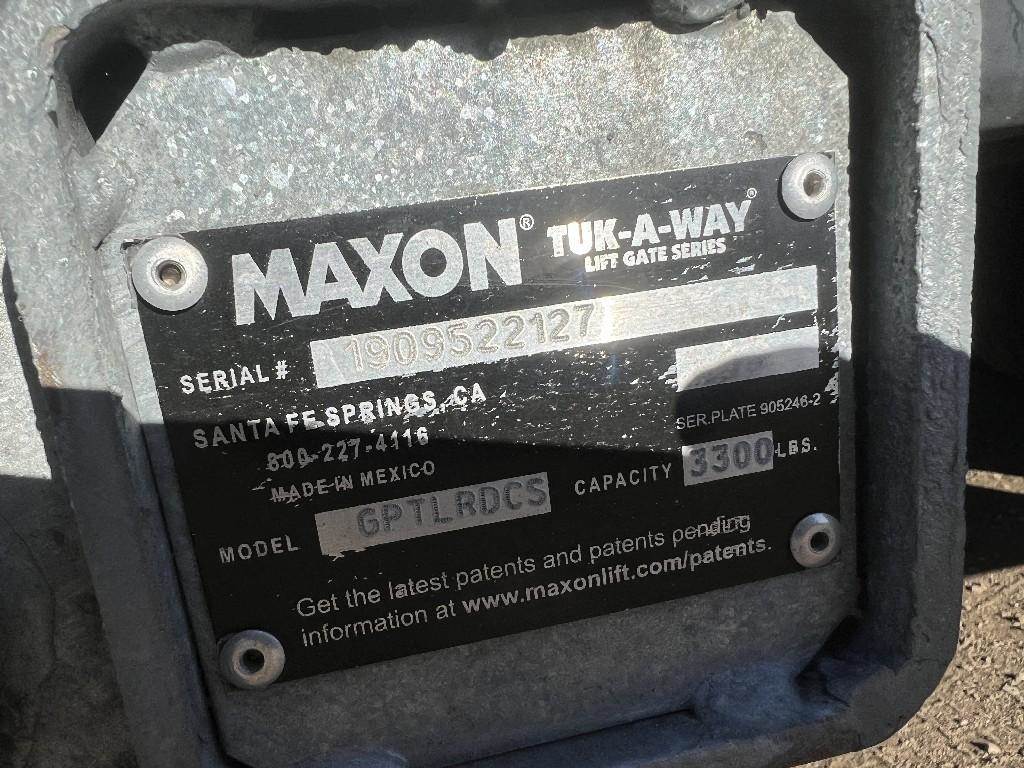 MAXON® TUK-A-WAY®
LIFT GATE SERIES
SERIAL # 1909522127
SANTA FE SPRINGS, CA
800-227-4116
SER.PLATE 905246-2
MADE IN MEXICO
CAPACITY 3300 LBS.
MODEL GPTLRDCS
Get the latest patents and patents pending
information at www.maxonlift.com/patents.